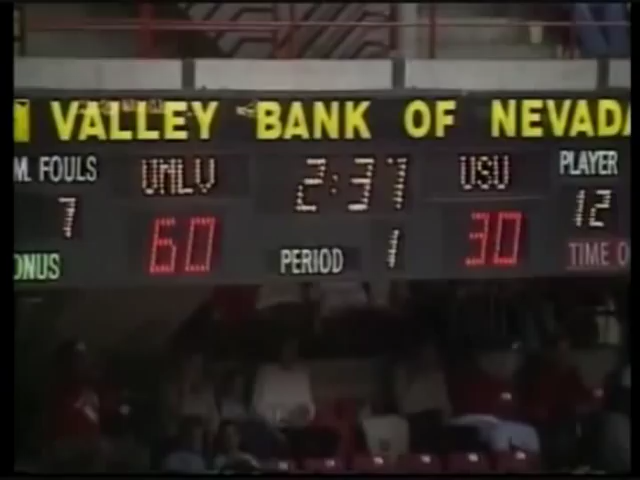 VALLEY BANK OF NEVADA
M. FOULS UNLV 2:37 USU PLAYER
7 60 PERIOD 1 30 12
ONUS TIME O